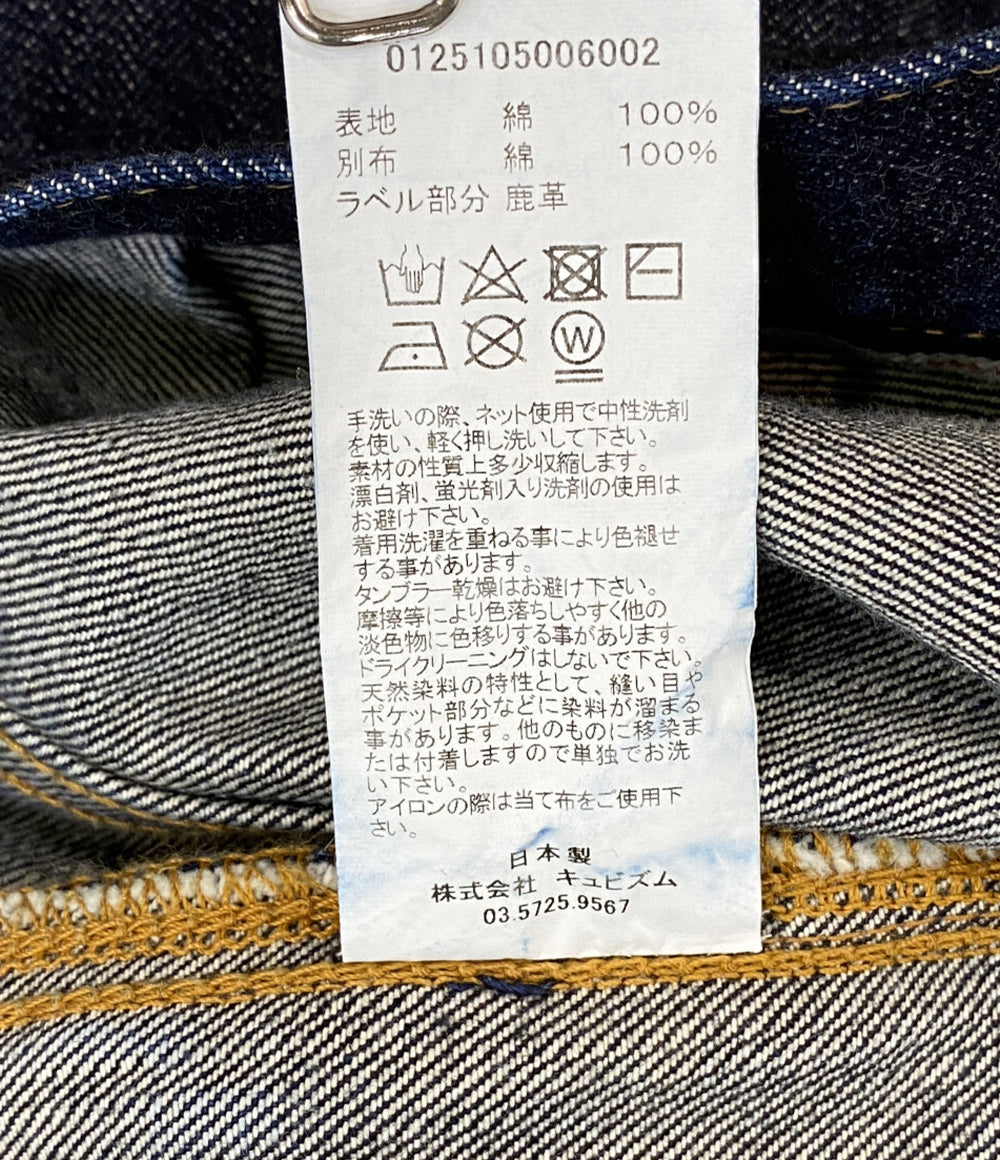 0125105006002
表地 綿 100%
別布 綿 100%
ラベル部分 鹿革
W
手洗いの際、ネット使用で中性洗剤
を使い、軽く押し洗いして下さい。
素材の性質上多少収縮します。
漂白剤、蛍光剤入り洗剤の使用は
お避け下さい。
着用洗濯を重ねる事により色褪せ
する事があります。
タンブラー乾燥はお避け下さい。
摩擦等により色落ちしやすく他の
淡色物に色移りする事があります。
ドライクリーニングはしないで下さい。
天然染料の特性として、縫い目や
ポケット部分などに染料が溜まる
事があります。他のものに移染ま
たは付着しますので単独でお洗
い下さい。
アイロンの際は当て布をご使用下
さい。
日本製
株式会社 キュビズム
03.5725.9567